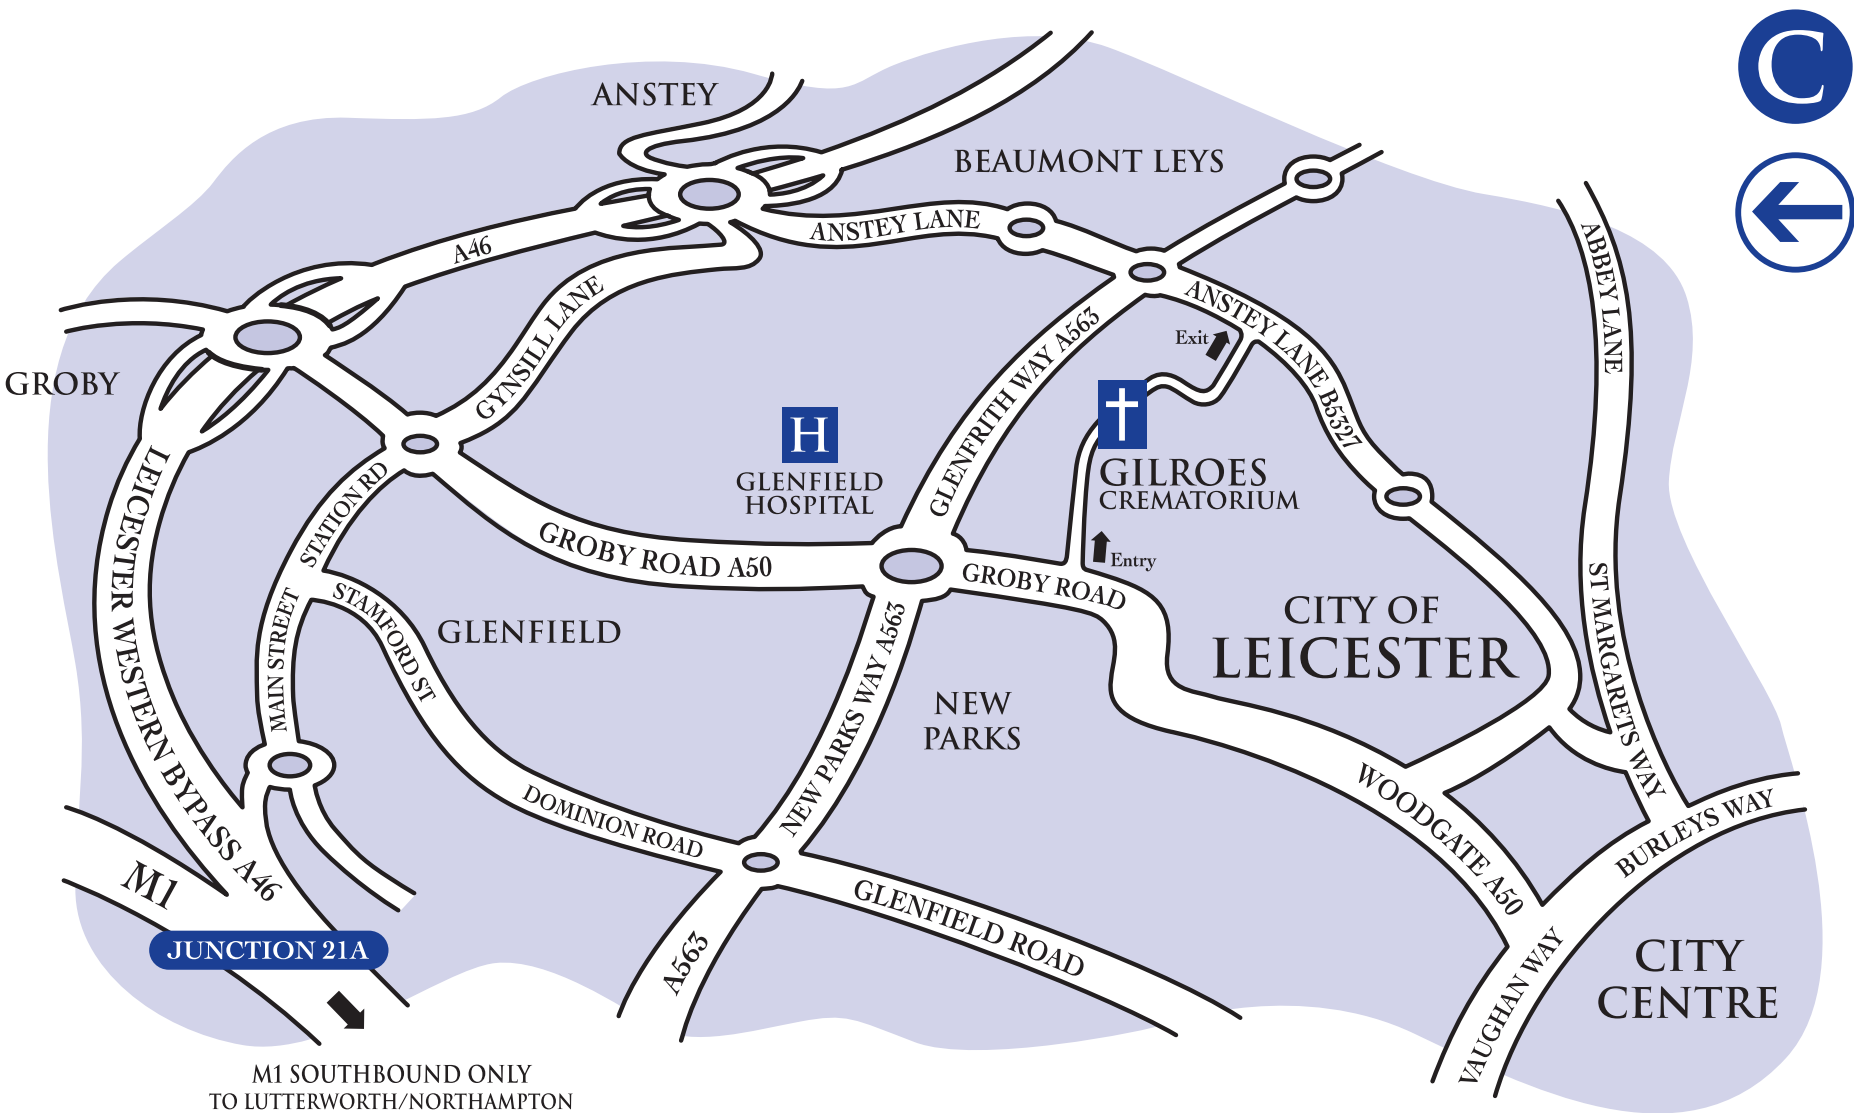 C
ANSTEY
BEAUMONT LEYS
A46
ANSTEY LANE
ABBEY LANE
GYNSILL LANE
ANSTEY LANE B5327
Exit
GLENFRITH WAY A563
GROBY
H
GLENFIELD
HOSPITAL
GILROES
CREMATORIUM
LEICESTER WESTERN BYPASS A46
STATION RD
GROBY ROAD A50
Entry
GROBY ROAD
ST MARGARETS WAY
MAIN STREET
STAMFORD ST
GLENFIELD
CITY OF
LEICESTER
NEW PARKS WAY A563
NEW
PARKS
DOMINION ROAD
WOODGATE A50
BURLEYS WAY
M1
GLENFIELD ROAD
A563
JUNCTION 21A
VAUGHAN WAY
CITY
CENTRE
M1 SOUTHBOUND ONLY
TO LUTTERWORTH/NORTHAMPTON